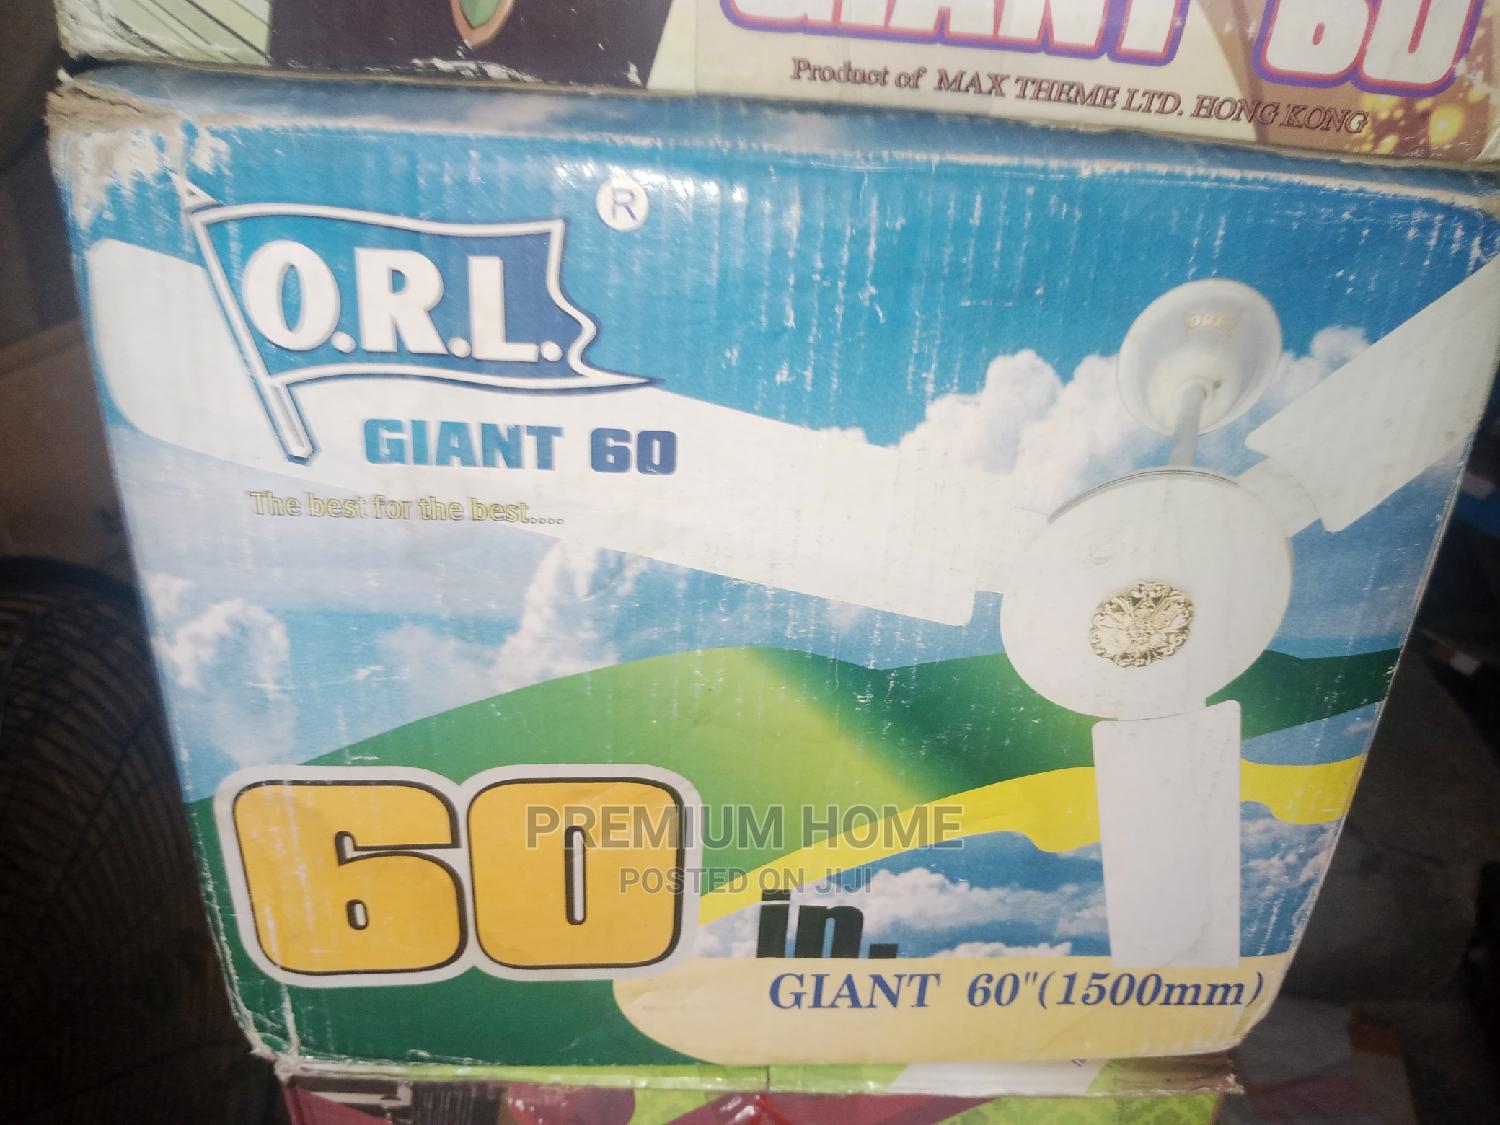 GIANT 60
Product of MAX THEME LTD. HONG KONG
®
O.R.L.
ORL
GIANT 60
The best for the best.....
60 in.
PREMIUM HOME
POSTED ON JIJI
GIANT 60"(1500mm)